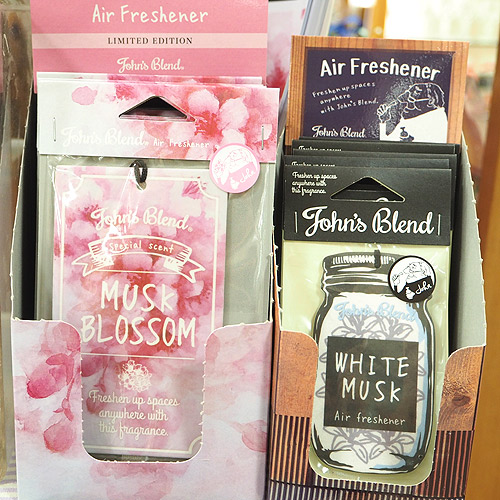 Air Freshener
LIMITED EDITION
John's Blend®
John's Blend® Air Freshener
John's Blend®
Special scent
MUSK
BLOSSOM
Freshen up spaces
anywhere with
this fragrance.
Air Freshener
Freshen up spaces
anywhere
with John's Blend.
John's Blend
Freshen up spaces
anywhere with
this fragrance.
John's Blend
John
John's Blend
WHITE
MUSK
Air freshener